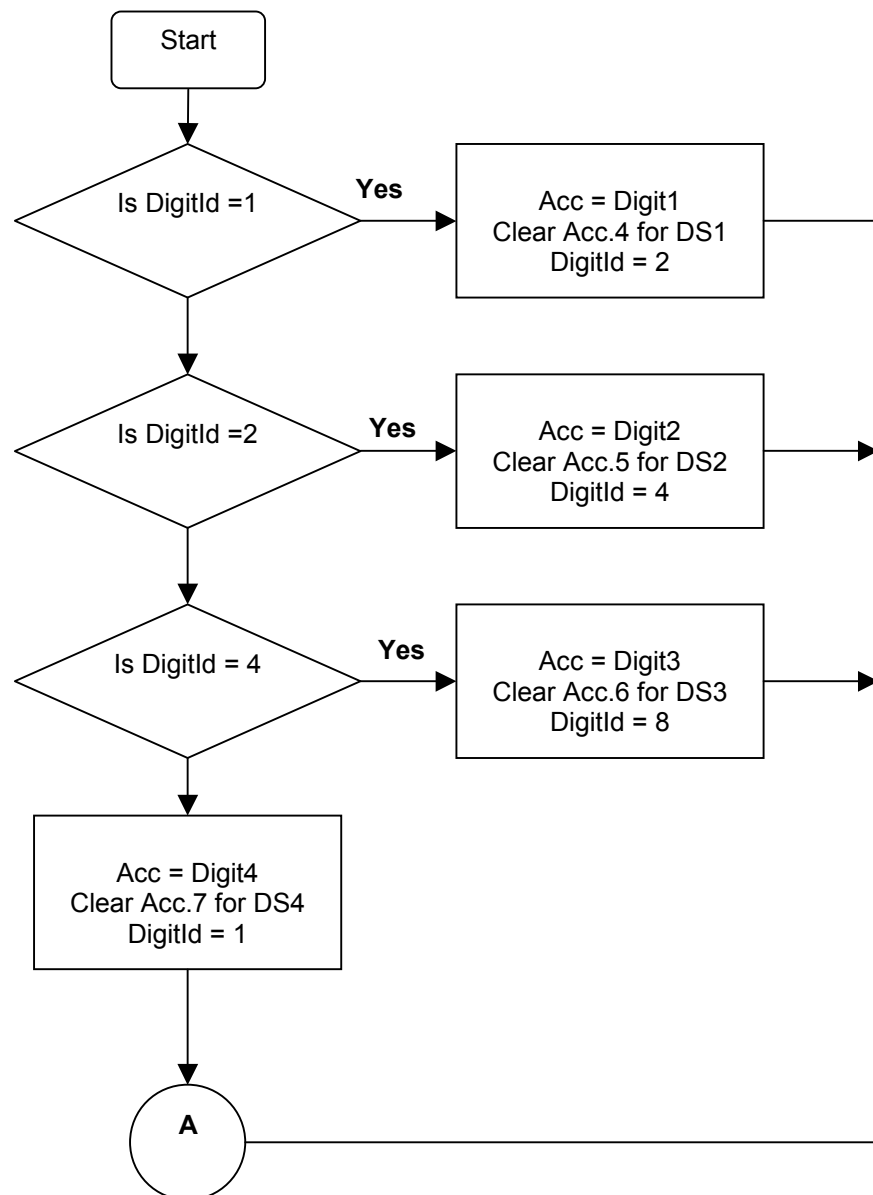 Start
Is DigitId =1
Yes
Acc = Digit1
Clear Acc.4 for DS1
DigitId = 2
Is DigitId =2
Yes
Acc = Digit2
Clear Acc.5 for DS2
DigitId = 4
Is DigitId = 4
Yes
Acc = Digit3
Clear Acc.6 for DS3
DigitId = 8
Acc = Digit4
Clear Acc.7 for DS4
DigitId = 1
A